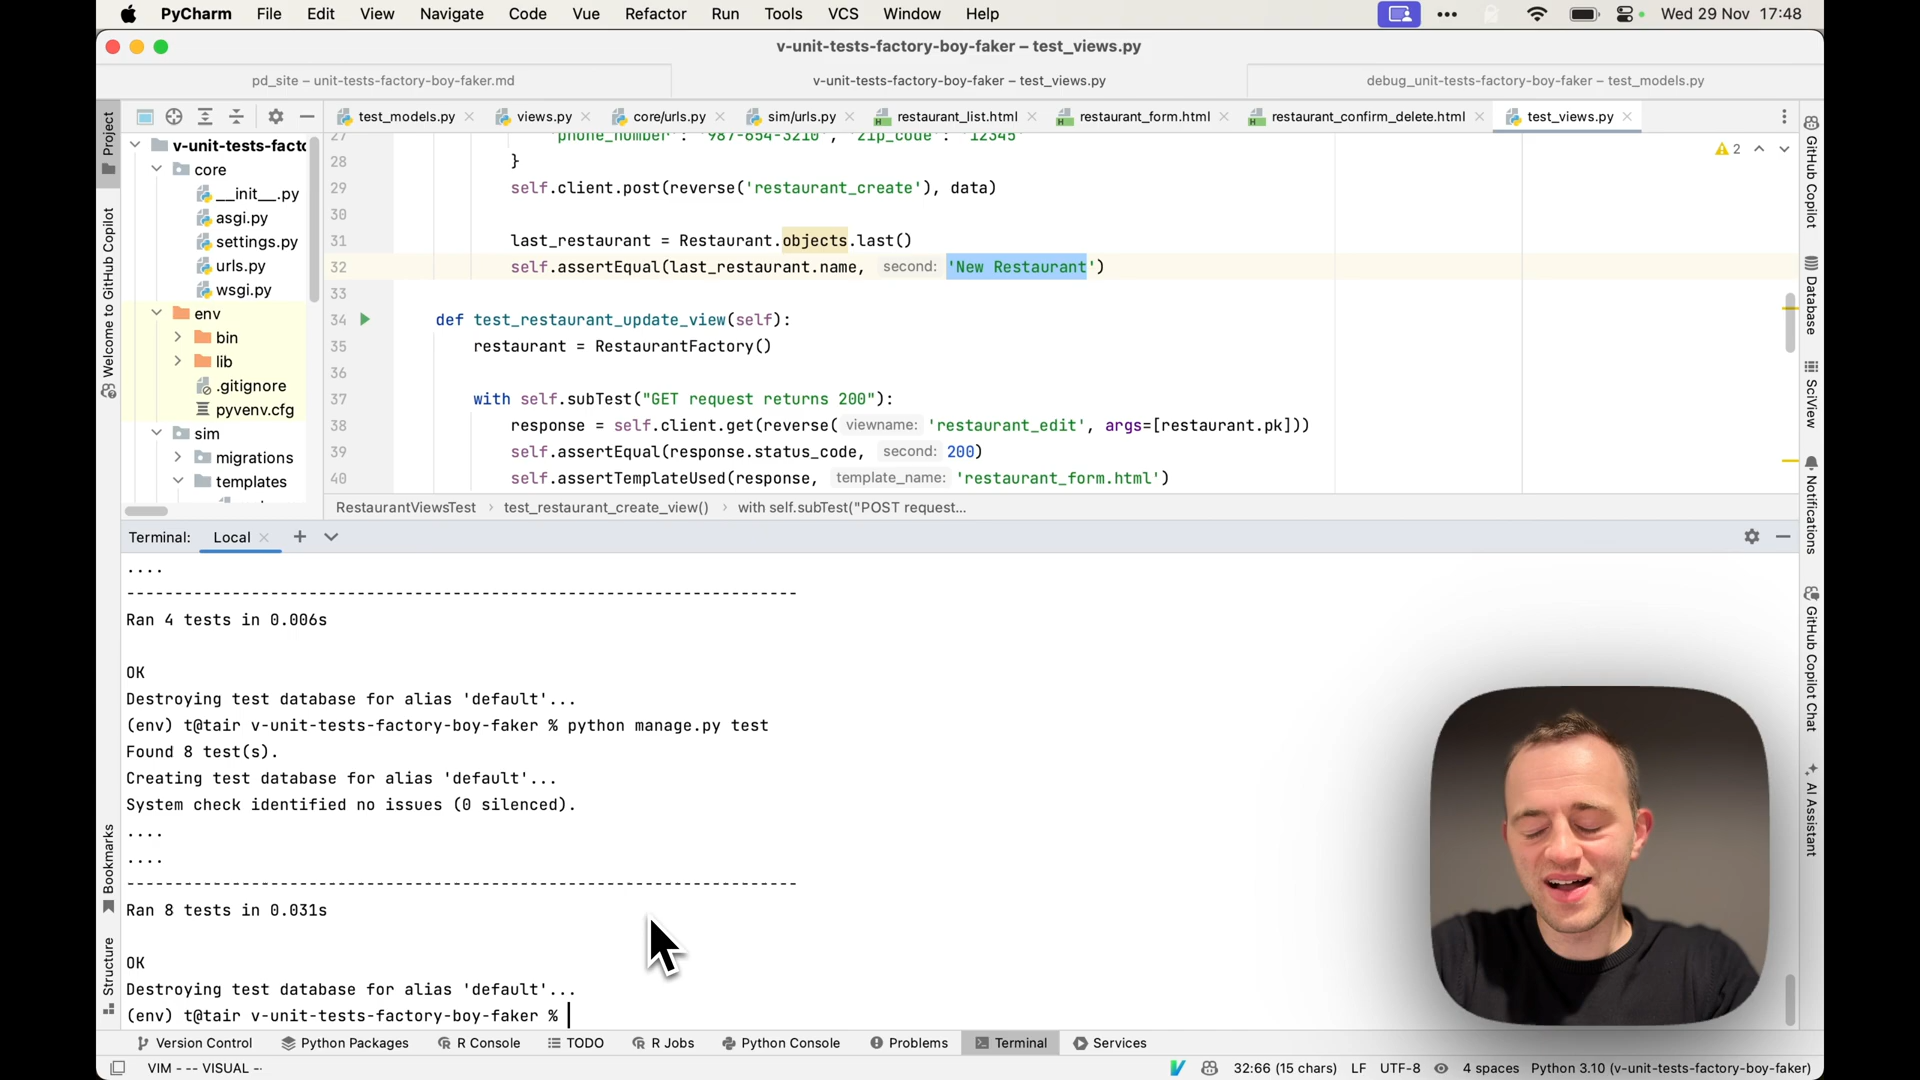 PyCharm File Edit View Navigate Code Vue Refactor Run Tools VCS Window Help Wed 29 Nov 17:48
v-unit-tests-factory-boy-faker – test_views.py
pd_site – unit-tests-factory-boy-faker.md
v-unit-tests-factory-boy-faker – test_views.py
debug_unit-tests-factory-boy-faker – test_models.py
test_models.py
views.py
core/urls.py
sim/urls.py
restaurant_list.html
restaurant_form.html
restaurant_confirm_delete.html
test_views.py
Project
Welcome to GitHub Copilot
Bookmarks
Structure
v-unit-tests-facto
core
__init__.py
asgi.py
settings.py
urls.py
wsgi.py
env
bin
lib
.gitignore
pyvenv.cfg
sim
migrations
templates
2
27 'phone_number': '987-654-3210', 'zip_code': '12345'
28 }
29 self.client.post(reverse('restaurant_create'), data)
30
31 last_restaurant = Restaurant.objects.last()
32 self.assertEqual(last_restaurant.name, second: 'New Restaurant')
33
34 def test_restaurant_update_view(self):
35 restaurant = RestaurantFactory()
36
37 with self.subTest("GET request returns 200"):
38 response = self.client.get(reverse( viewname: 'restaurant_edit', args=[restaurant.pk]))
39 self.assertEqual(response.status_code, second: 200)
40 self.assertTemplateUsed(response, template_name: 'restaurant_form.html')
RestaurantViewsTest › test_restaurant_create_view() › with self.subTest("POST request...
GitHub Copilot
Database
SciView
Notifications
GitHub Copilot Chat
AI Assistant
Terminal: Local
....
----------------------------------------------------------------------
Ran 4 tests in 0.006s
OK
Destroying test database for alias 'default'...
(env) t@tair v-unit-tests-factory-boy-faker % python manage.py test
Found 8 test(s).
Creating test database for alias 'default'...
System check identified no issues (0 silenced).
....
....
----------------------------------------------------------------------
Ran 8 tests in 0.031s
OK
Destroying test database for alias 'default'...
(env) t@tair v-unit-tests-factory-boy-faker %
Version Control Python Packages R Console TODO R Jobs Python Console Problems Terminal Services
VIM - -- VISUAL -- 32:66 (15 chars) LF UTF-8 4 spaces Python 3.10 (v-unit-tests-factory-boy-faker)